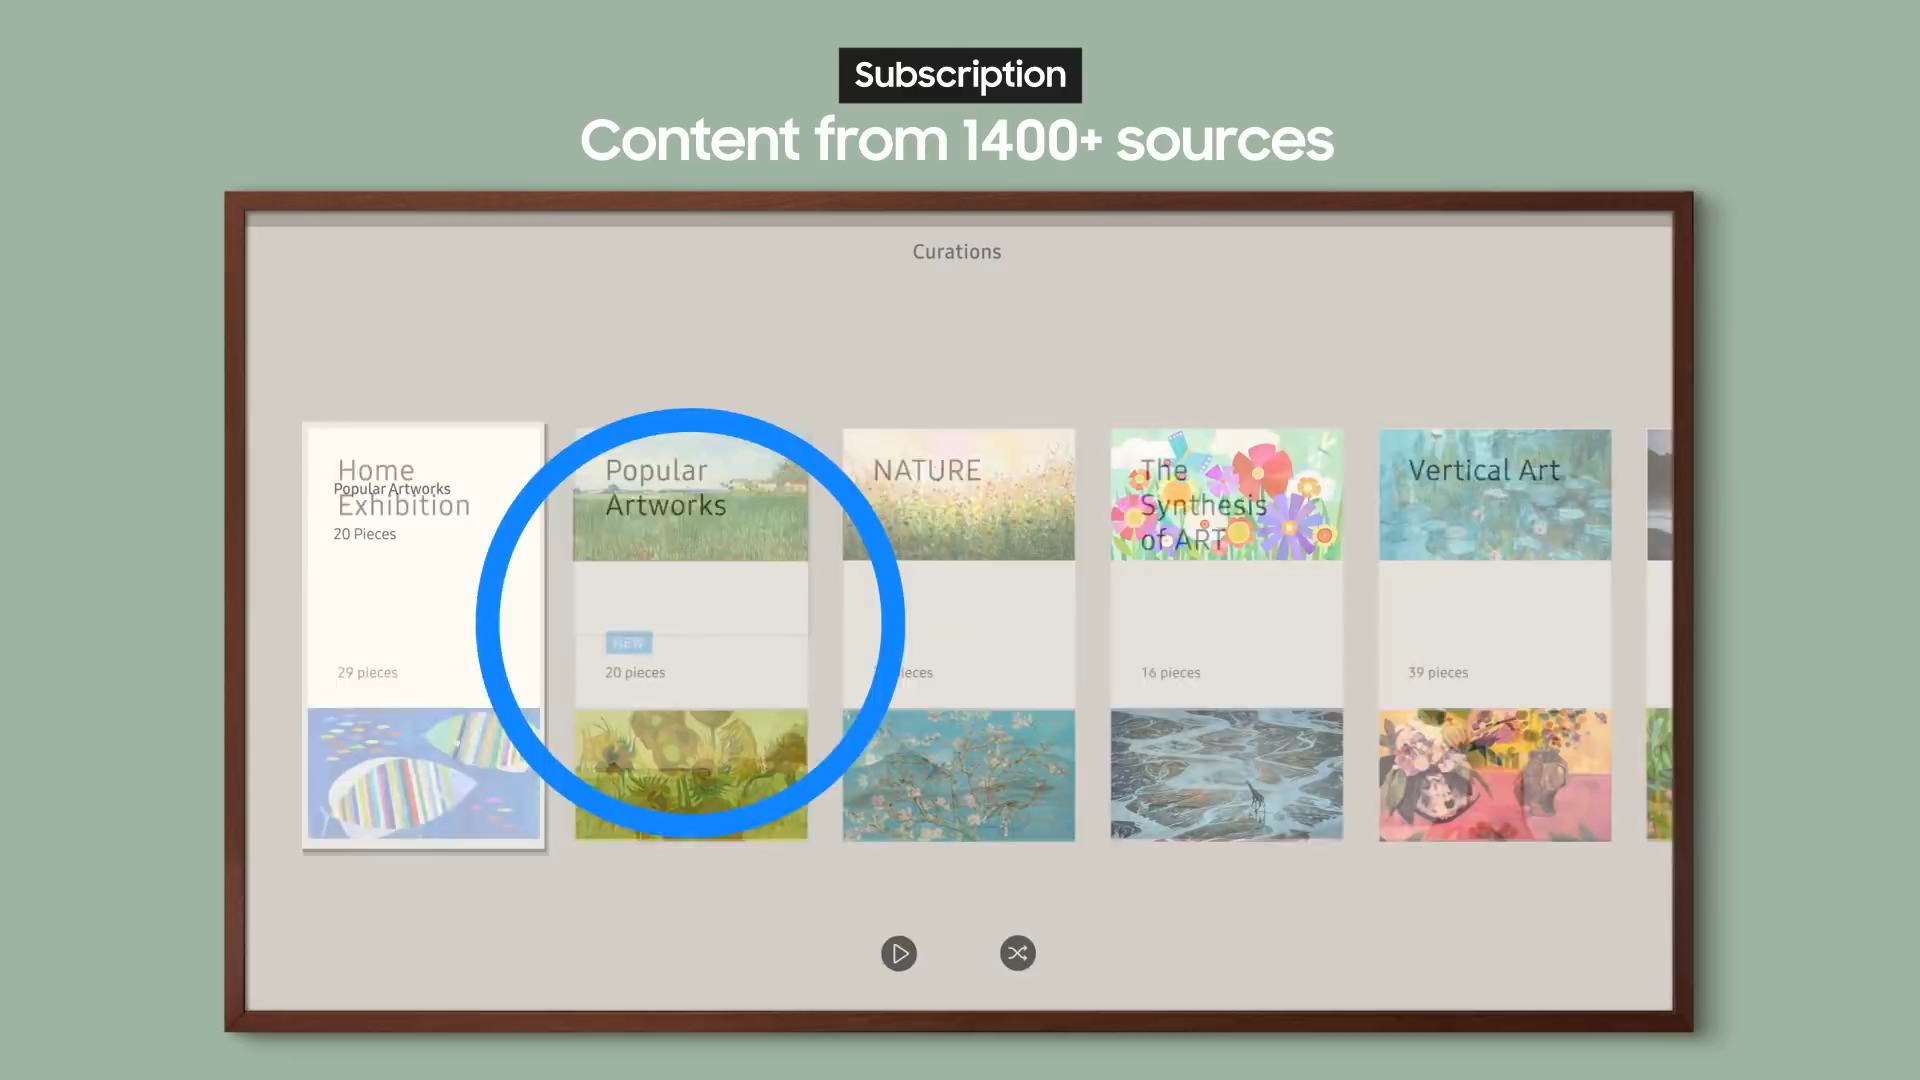 Subscription
Content from 1400+ sources
Curations
Home
Exhibition
Popular Artworks
20 Pieces
29 pieces
Popular
Artworks
NEW
20 pieces
NATURE
pieces
The
Synthesis
of ART
16 pieces
Vertical Art
39 pieces